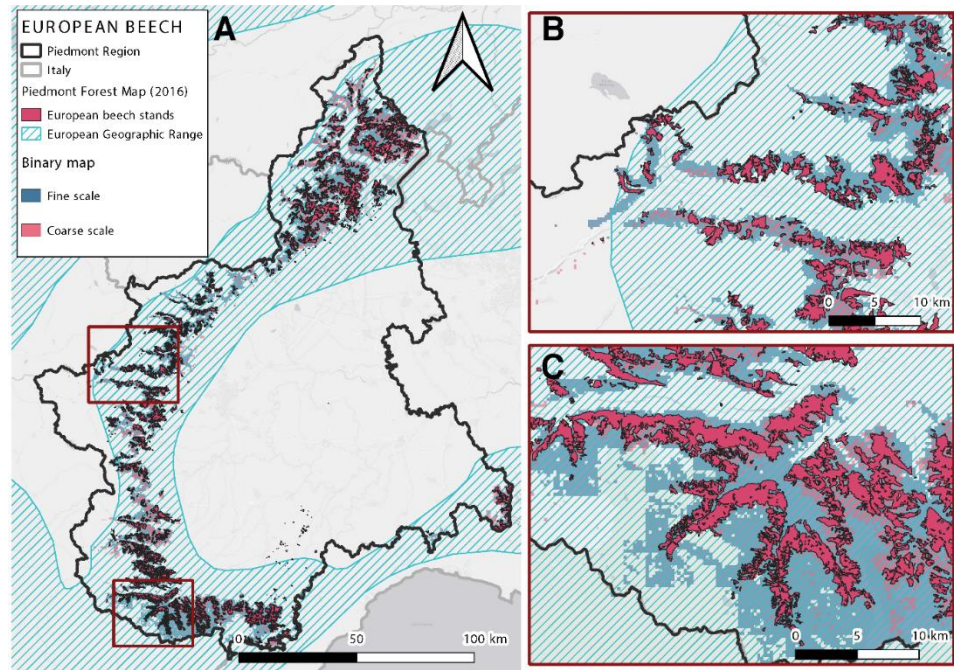 EUROPEAN BEECH
Piedmont Region
Italy
Piedmont Forest Map (2016)
European beech stands
European Geographic Range
Binary map
Fine scale
Coarse scale
A
0 50 100 km
B
0 5 10 km
C
0 5 10 km